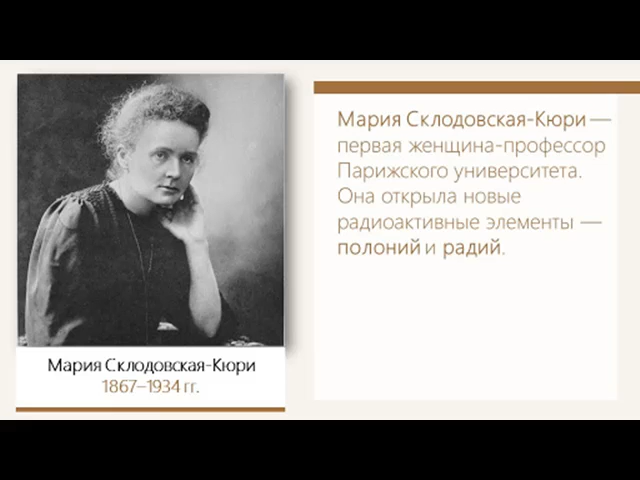 Мария Склодовская-Кюри
1867–1934 гг.
Мария Склодовская-Кюри —
первая женщина-профессор
Парижского университета.
Она открыла новые
радиоактивные элементы —
полоний и радий.